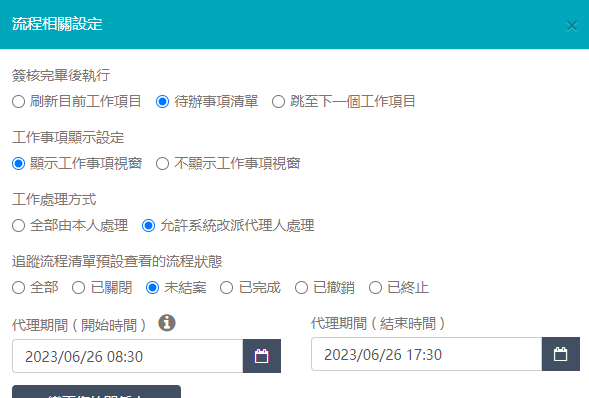 流程相關設定
簽核完畢後執行
刷新目前工作項目 待辦事項清單 跳至下一個工作項目
工作事項顯示設定
顯示工作事項視窗 不顯示工作事項視窗
工作處理方式
全部由本人處理 允許系統改派代理人處理
追蹤流程清單預設查看的流程狀態
全部 已關閉 未結案 已完成 已撤銷 已終止
代理期間 ( 開始時間 ) 代理期間 ( 結束時間 )
2023/06/26 08:30 2023/06/26 17:30